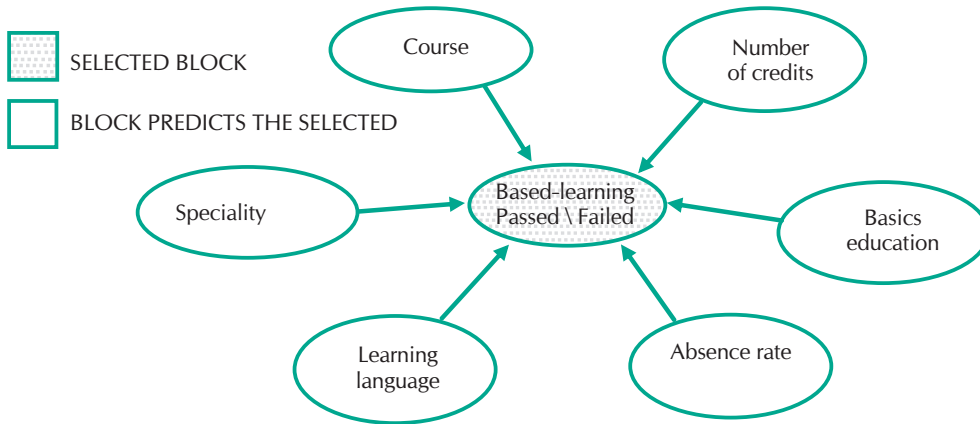 SELECTED BLOCK
BLOCK PREDICTS THE SELECTED
Course
Number
of credits
Speciality
Based-learning
Passed \ Failed
Basics
education
Learning
language
Absence rate